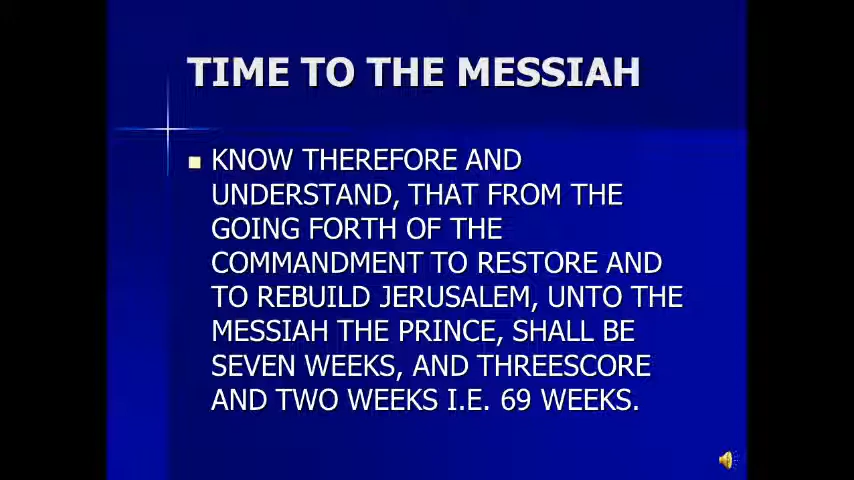 TIME TO THE MESSIAH
KNOW THEREFORE AND
UNDERSTAND, THAT FROM THE
GOING FORTH OF THE
COMMANDMENT TO RESTORE AND
TO REBUILD JERUSALEM, UNTO THE
MESSIAH THE PRINCE, SHALL BE
SEVEN WEEKS, AND THREESCORE
AND TWO WEEKS I.E. 69 WEEKS.